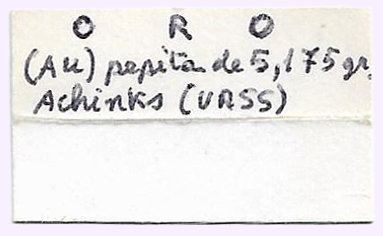 O R O
(Au) pepita de 5,175 gr,
Achinks (URSS)